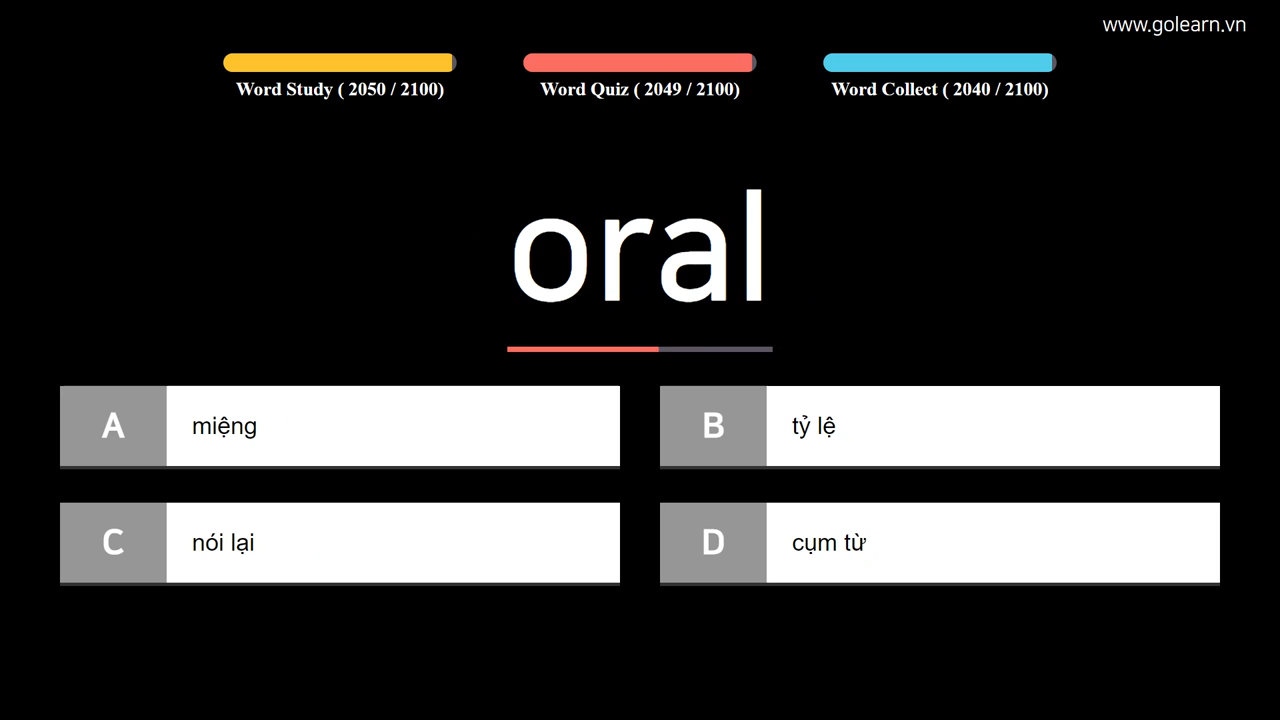 www.golearn.vn
Word Study ( 2050 / 2100)
Word Quiz ( 2049 / 2100)
Word Collect ( 2040 / 2100)
oral
A miệng
B tỷ lệ
C nói lại
D cụm từ